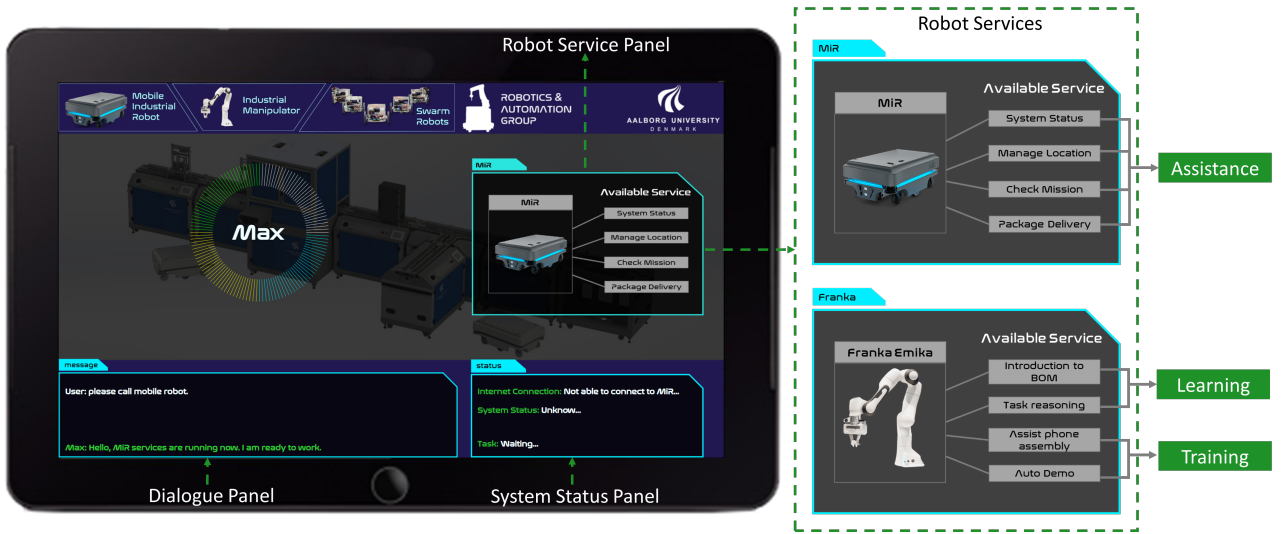 Robot Service Panel
Mobile
Industrial
Robot
Industrial
Manipulator
Swarm
Robots
ROBOTICS &
AUTOMATION
GROUP
AALBORG UNIVERSITY
DENMARK
Max
MiR
Available Service
MiR
System Status
Manage Location
Check Mission
Package Delivery
message
User: please call mobile robot.
Max: Hello, MiR services are running now. I am ready to work.
status
Internet Connection: Not able to connect to MiR...
System Status: Unknow...
Task: Waiting...
Dialogue Panel
System Status Panel
Robot Services
MiR
Available Service
MiR
System Status
Manage Location
Check Mission
Package Delivery
Assistance
Franka
Available Service
Franka Emika
Introduction to
BOM
Task reasoning
Assist phone
assembly
Auto Demo
Learning
Training